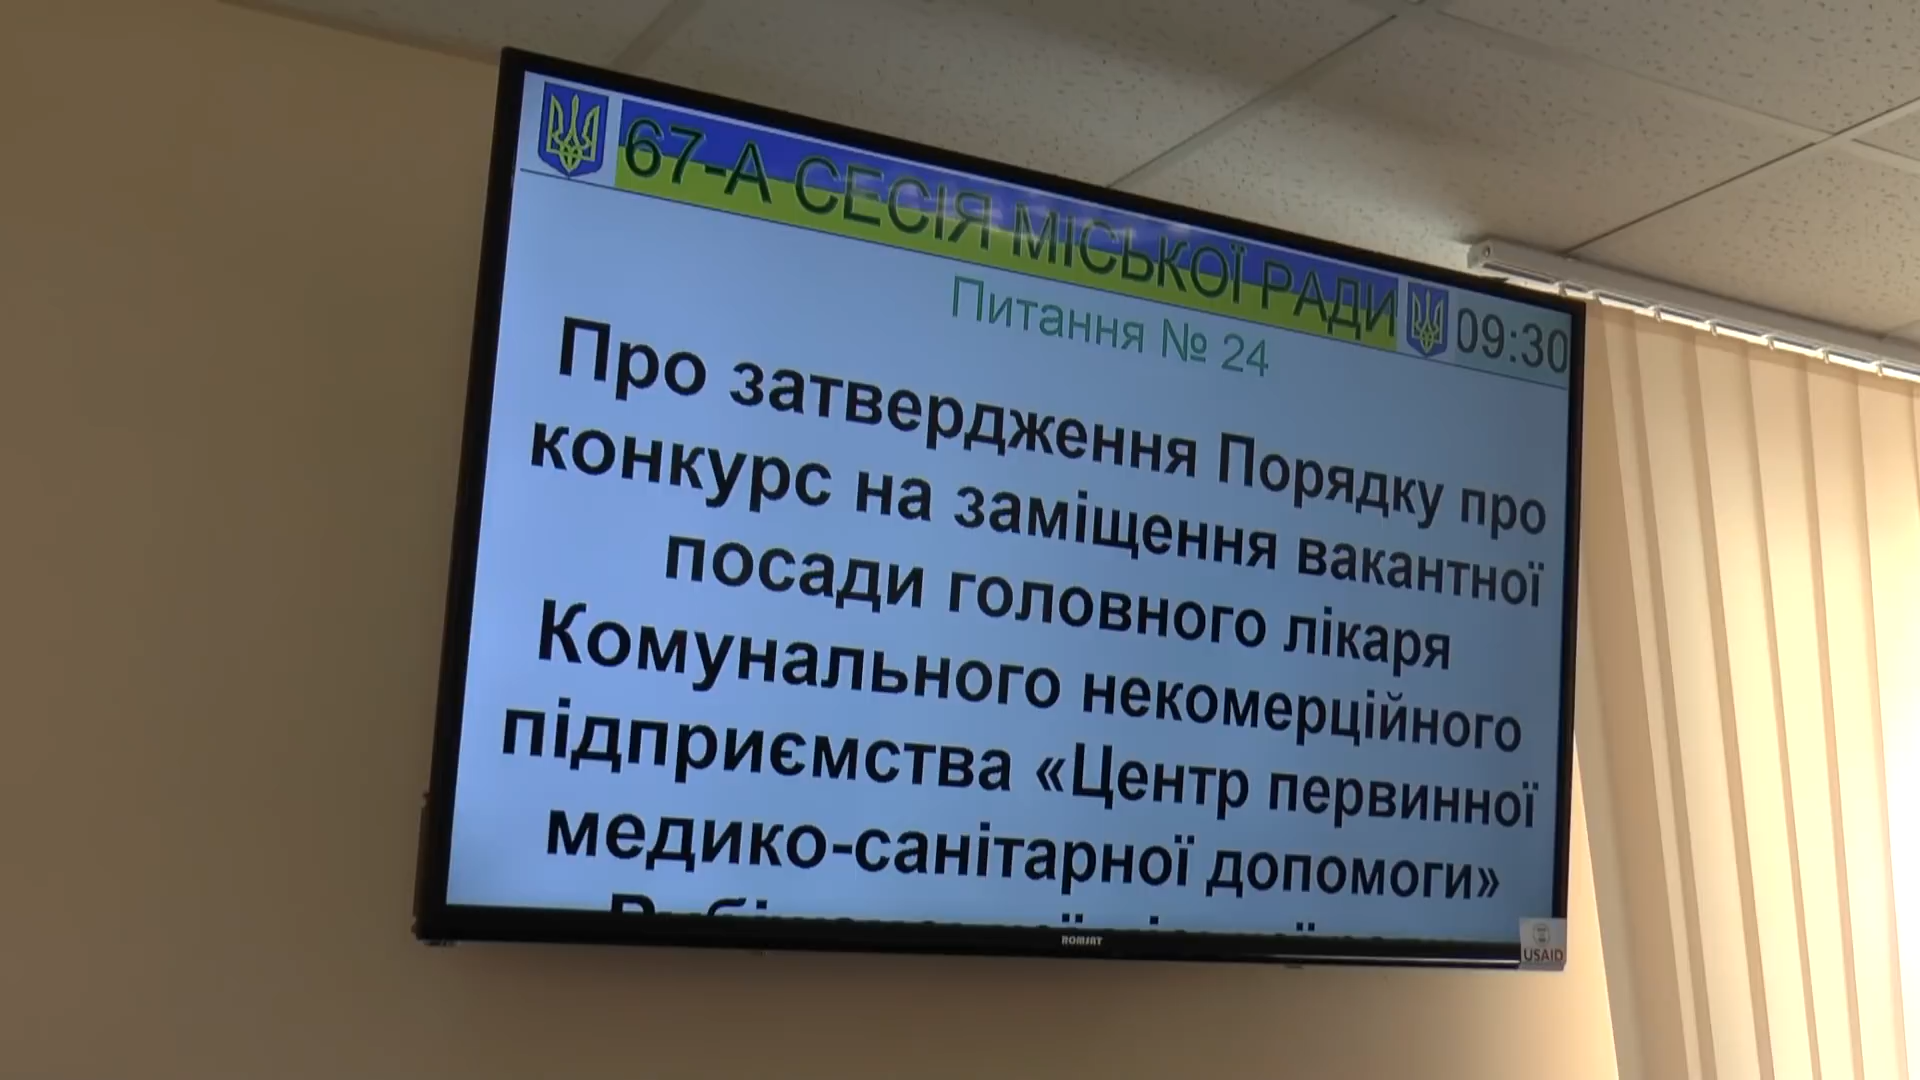 67-А СЕСІЯ МІСЬКОЇ РАДИ
09:30
Питання № 24
Про затвердження Порядку про
конкурс на заміщення вакантної
посади головного лікаря
Комунального некомерційного
підприємства «Центр первинної
медико-санітарної допомоги»
ROMSAT
USAID